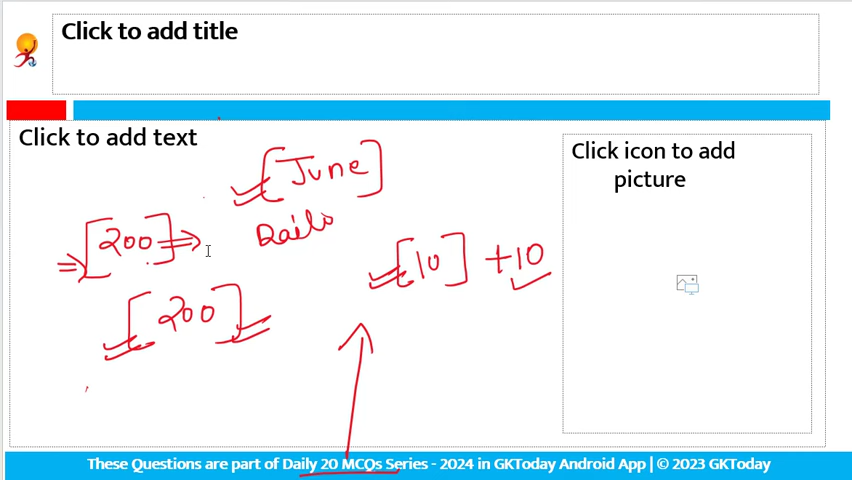 Click to add title
Click to add text
[June]
Daily
⇒ [200] ⇒
[10] +10
[200]
Click icon to add
picture
These Questions are part of Daily 20 MCQs Series - 2024 in GKToday Android App | © 2023 GKToday